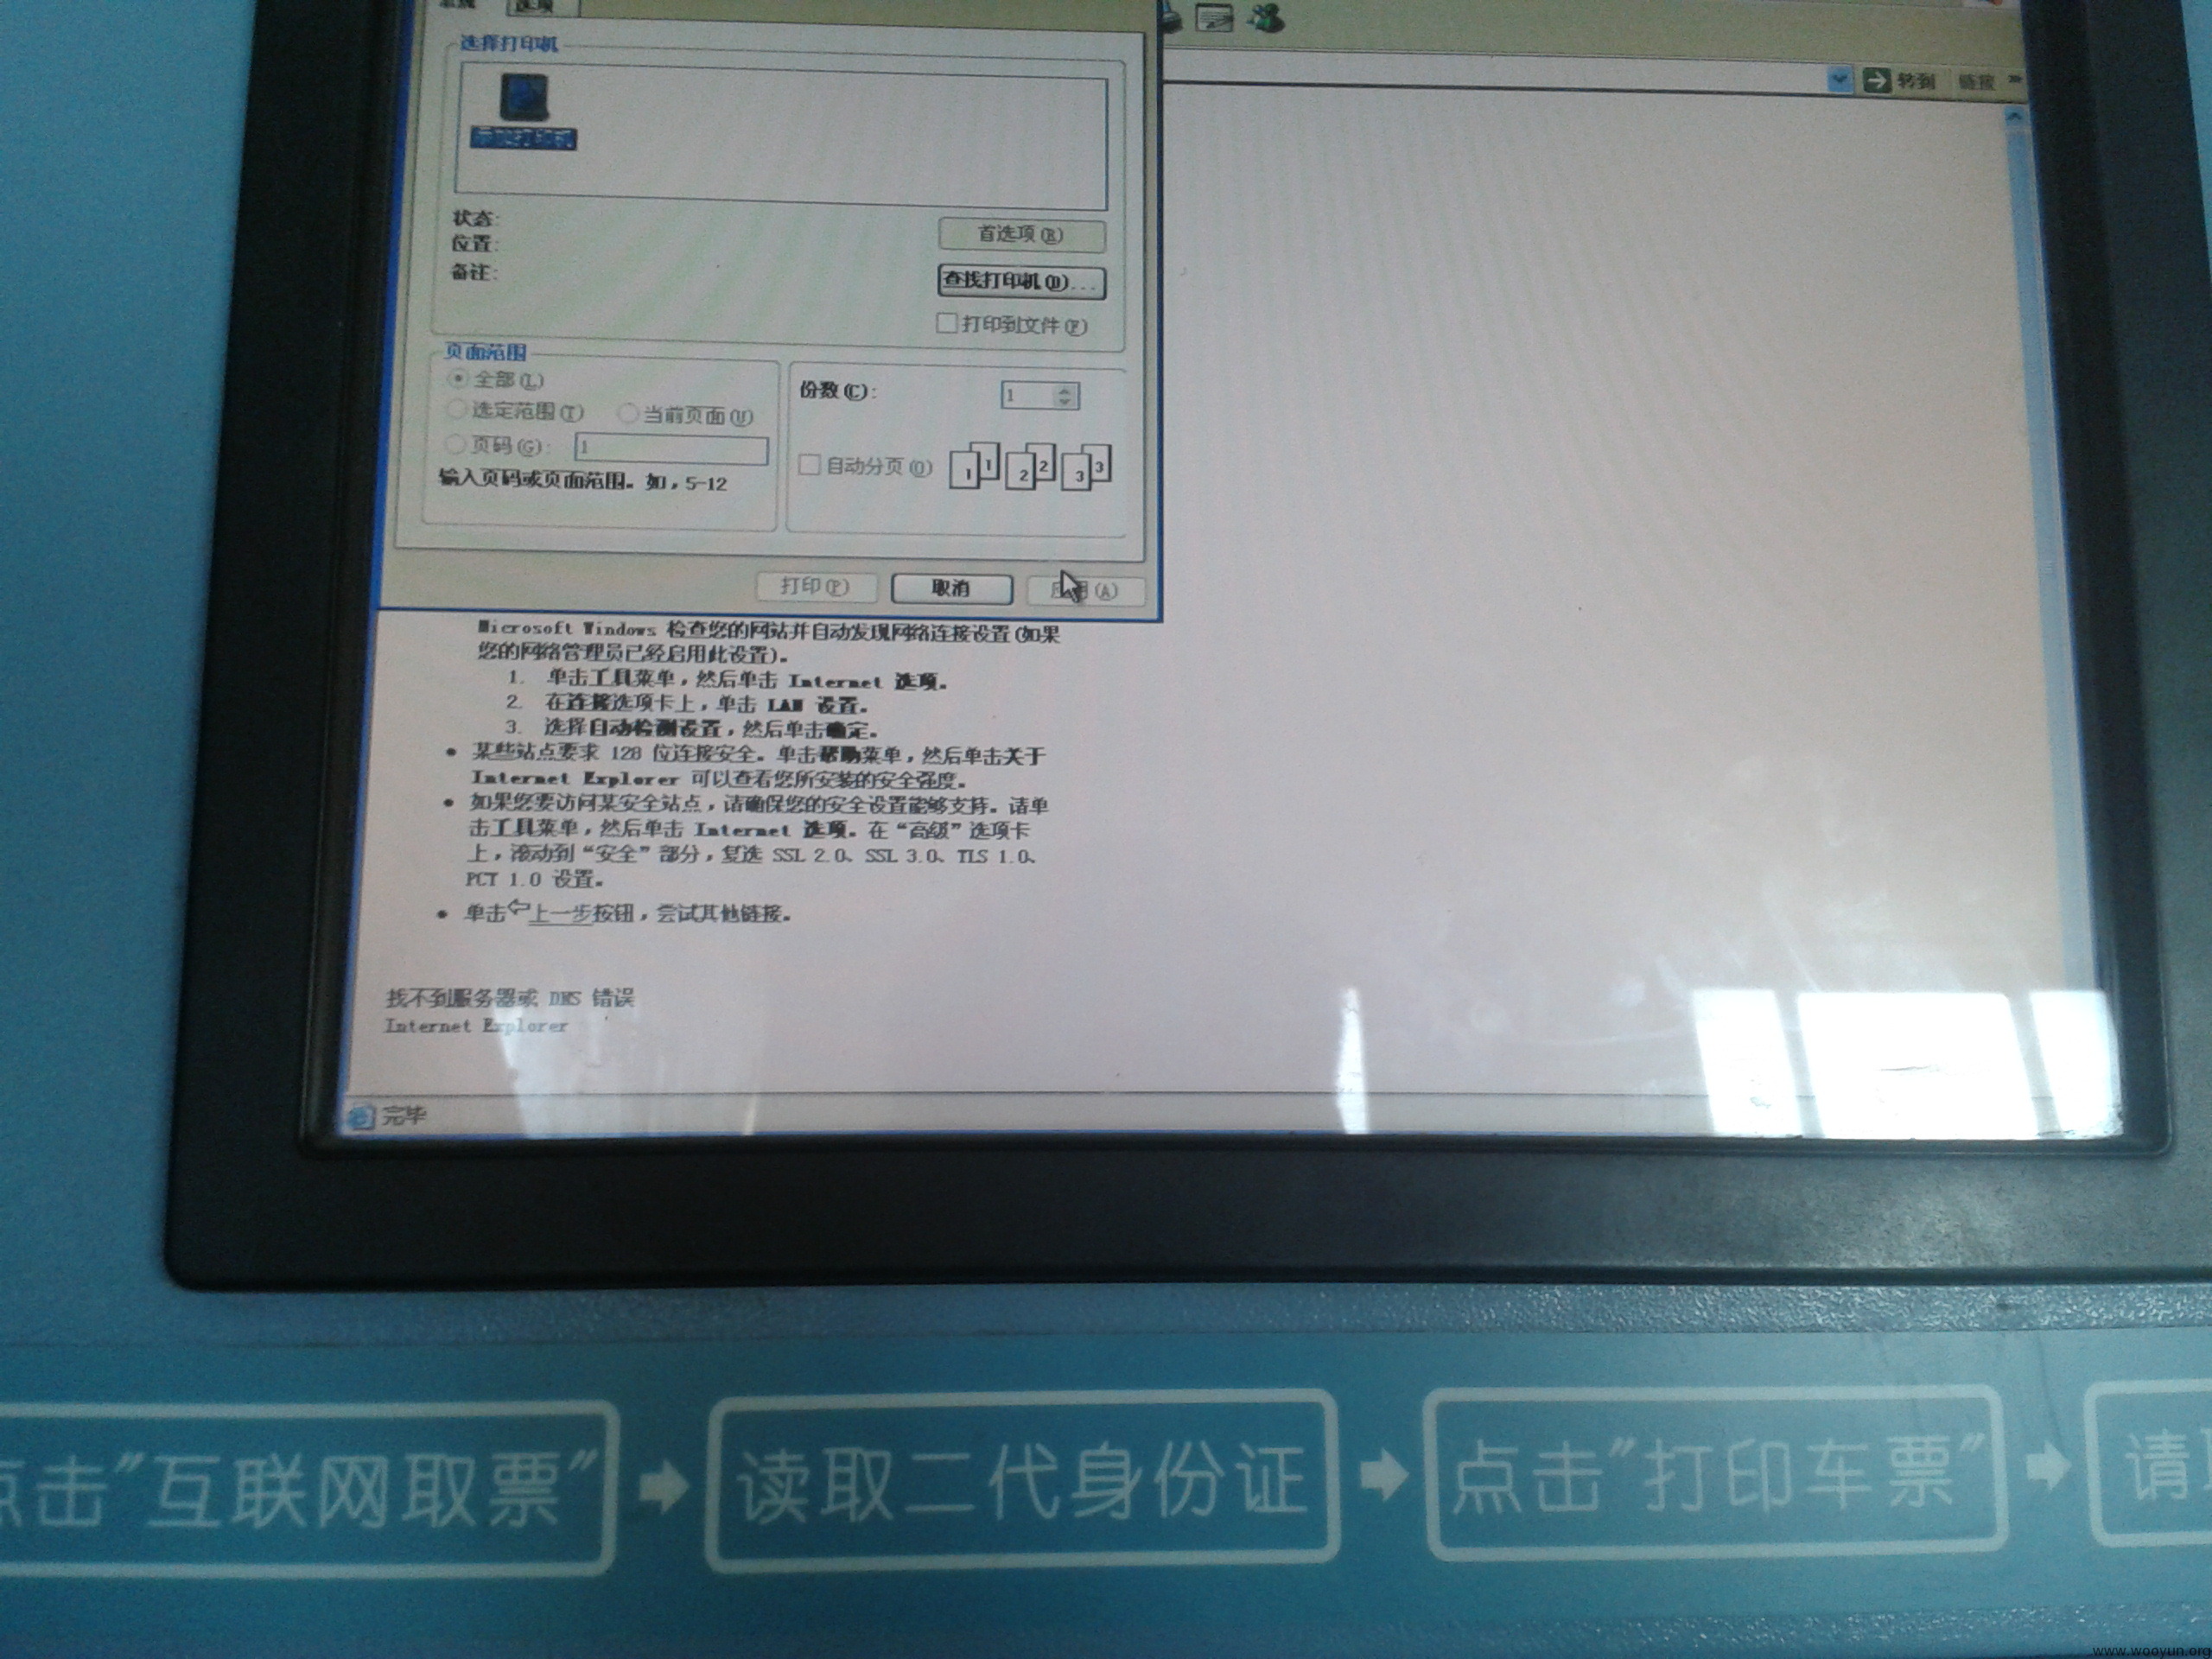 选项
选择打印机
添加打印机
转到
链接
状态:
位置:
备注:
首选项(R)
查找打印机(D)...
打印到文件(F)
页面范围
全部(L)
选定范围(T)
当前页面(U)
页码(G):
1
输入页码或页面范围。如,5-12
份数(C):
1
自动分页(O)
1 1 2 2 3 3
打印(P)
取消
(A)
Microsoft Windows 检查您的网站并自动发现网络连接设置(如果
您的网络管理员已经启用此设置)。
1. 单击工具菜单,然后单击 Internet 选项。
2. 在连接选项卡上,单击 LAN 设置。
3. 选择自动检测设置,然后单击确定。
某些站点要求 128 位连接安全。单击帮助菜单,然后单击关于
Internet Explorer 可以查看您所安装的安全强度。
如果您要访问某安全站点,请确保您的安全设置能够支持。请单
击工具菜单,然后单击 Internet 选项。在“高级”选项卡
上,滚动到“安全”部分,复选 SSL 2.0、SSL 3.0、TLS 1.0、
PCT 1.0 设置。
单击上一步按钮,尝试其他链接。
找不到服务器或 DNS 错误
Internet Explorer
完毕
点击"互联网取票"
读取二代身份证
点击"打印车票"
请
www.wooyun.org